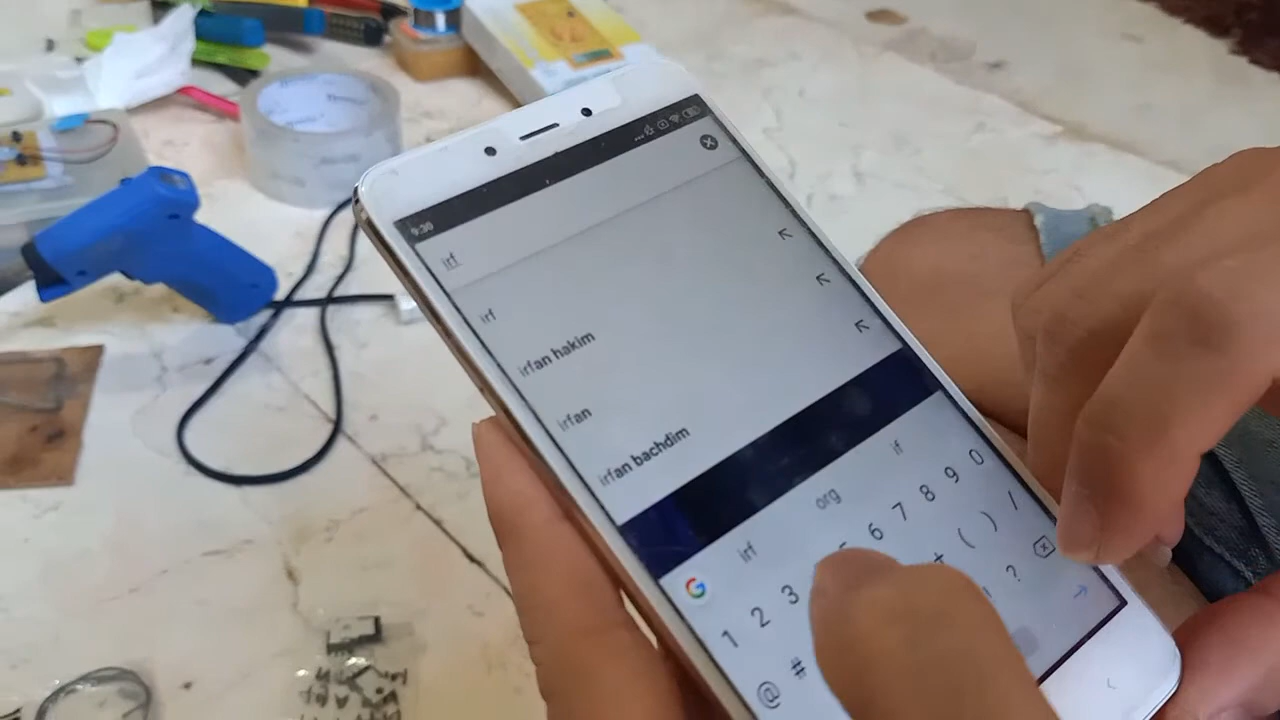 9:30
irf
irf
irfan hakim
irfan
irfan bachdim
irf org if
1 2 3 6 7 8 9 0
@ # + ( ) /
! ?